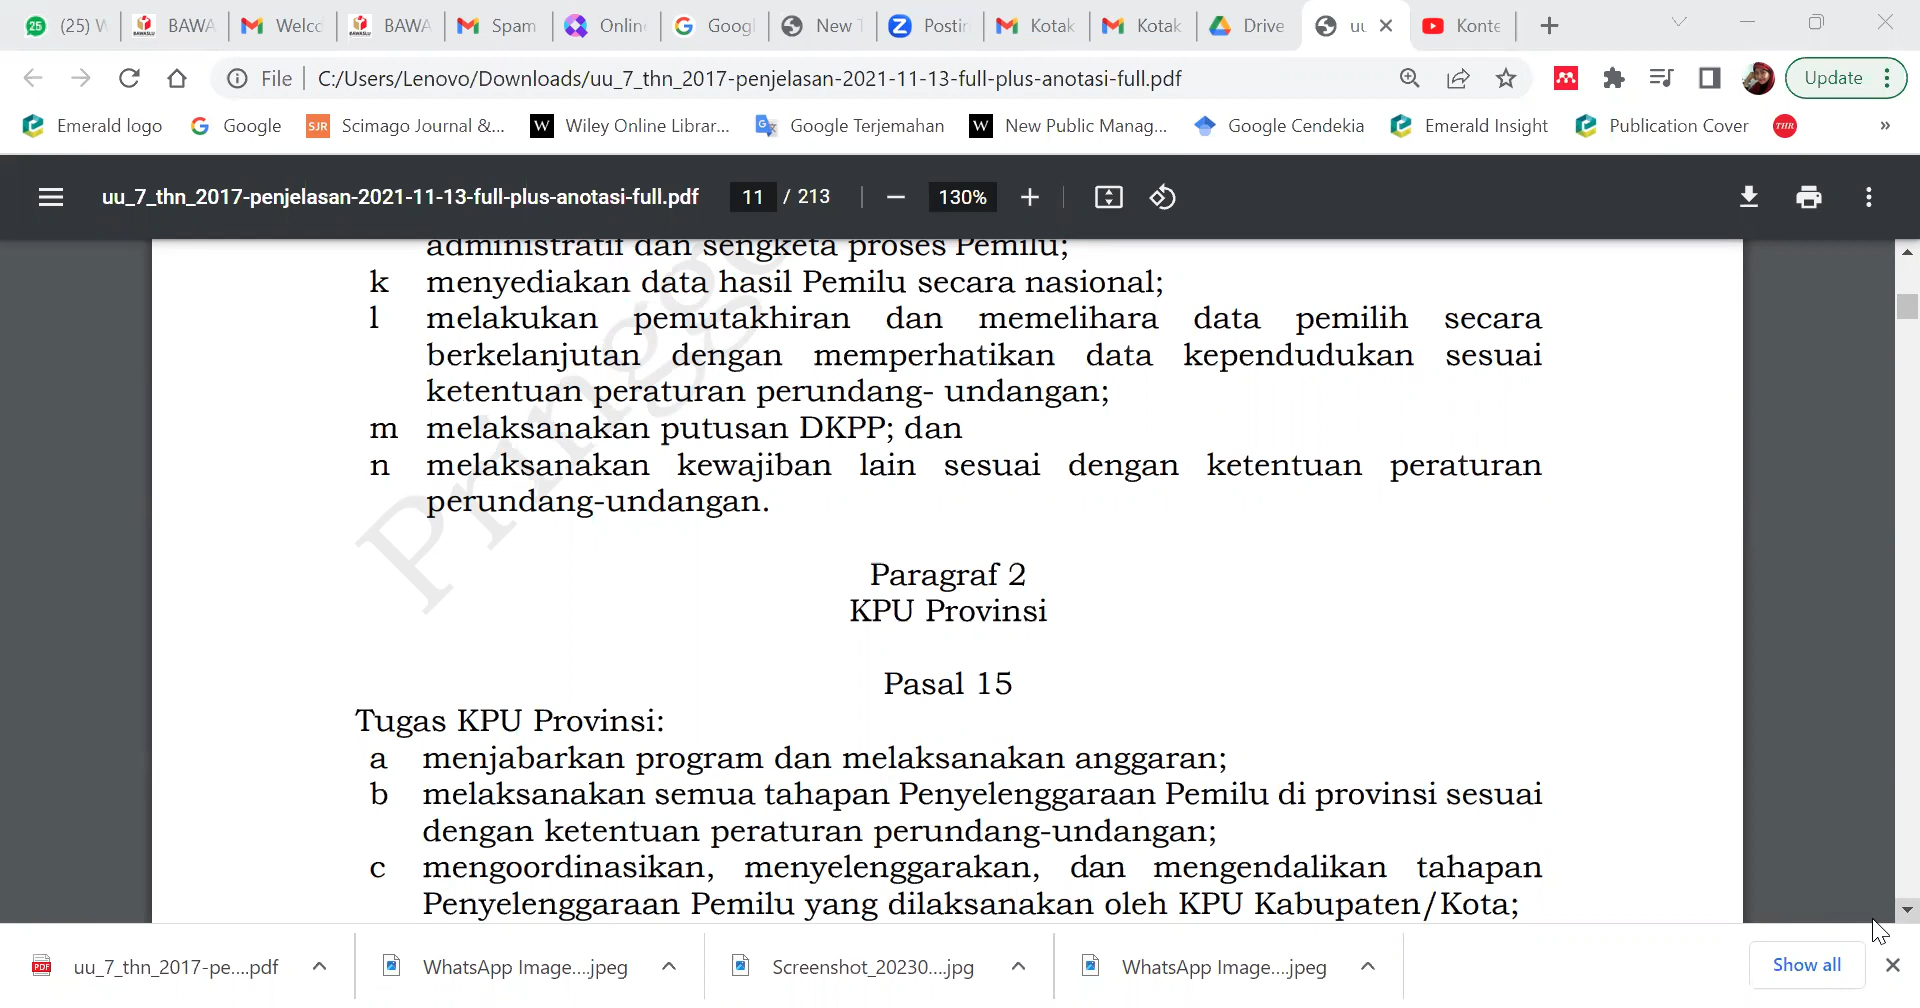 (25) W BAWA Welco BAWA Spam Onlin Googl New T Postin Kotak Kotak Drive uu Konte
File C:/Users/Lenovo/Downloads/uu_7_thn_2017-penjelasan-2021-11-13-full-plus-anotasi-full.pdf Update
Emerald logo Google SJR Scimago Journal &... W Wiley Online Librar... Google Terjemahan W New Public Manag... Google Cendekia Emerald Insight Publication Cover THR »
uu_7_thn_2017-penjelasan-2021-11-13-full-plus-anotasi-full.pdf 11 / 213 130%
administratif dan sengketa proses Pemilu;
k menyediakan data hasil Pemilu secara nasional;
l melakukan pemutakhiran dan memelihara data pemilih secara
berkelanjutan dengan memperhatikan data kependudukan sesuai
ketentuan peraturan perundang- undangan;
m melaksanakan putusan DKPP; dan
n melaksanakan kewajiban lain sesuai dengan ketentuan peraturan
perundang-undangan.
Paragraf 2
KPU Provinsi
Pasal 15
Tugas KPU Provinsi:
a menjabarkan program dan melaksanakan anggaran;
b melaksanakan semua tahapan Penyelenggaraan Pemilu di provinsi sesuai
dengan ketentuan peraturan perundang-undangan;
c mengoordinasikan, menyelenggarakan, dan mengendalikan tahapan
Penyelenggaraan Pemilu yang dilaksanakan oleh KPU Kabupaten/Kota;
PDF uu_7_thn_2017-pe....pdf WhatsApp Image....jpeg Screenshot_20230....jpg WhatsApp Image....jpeg Show all